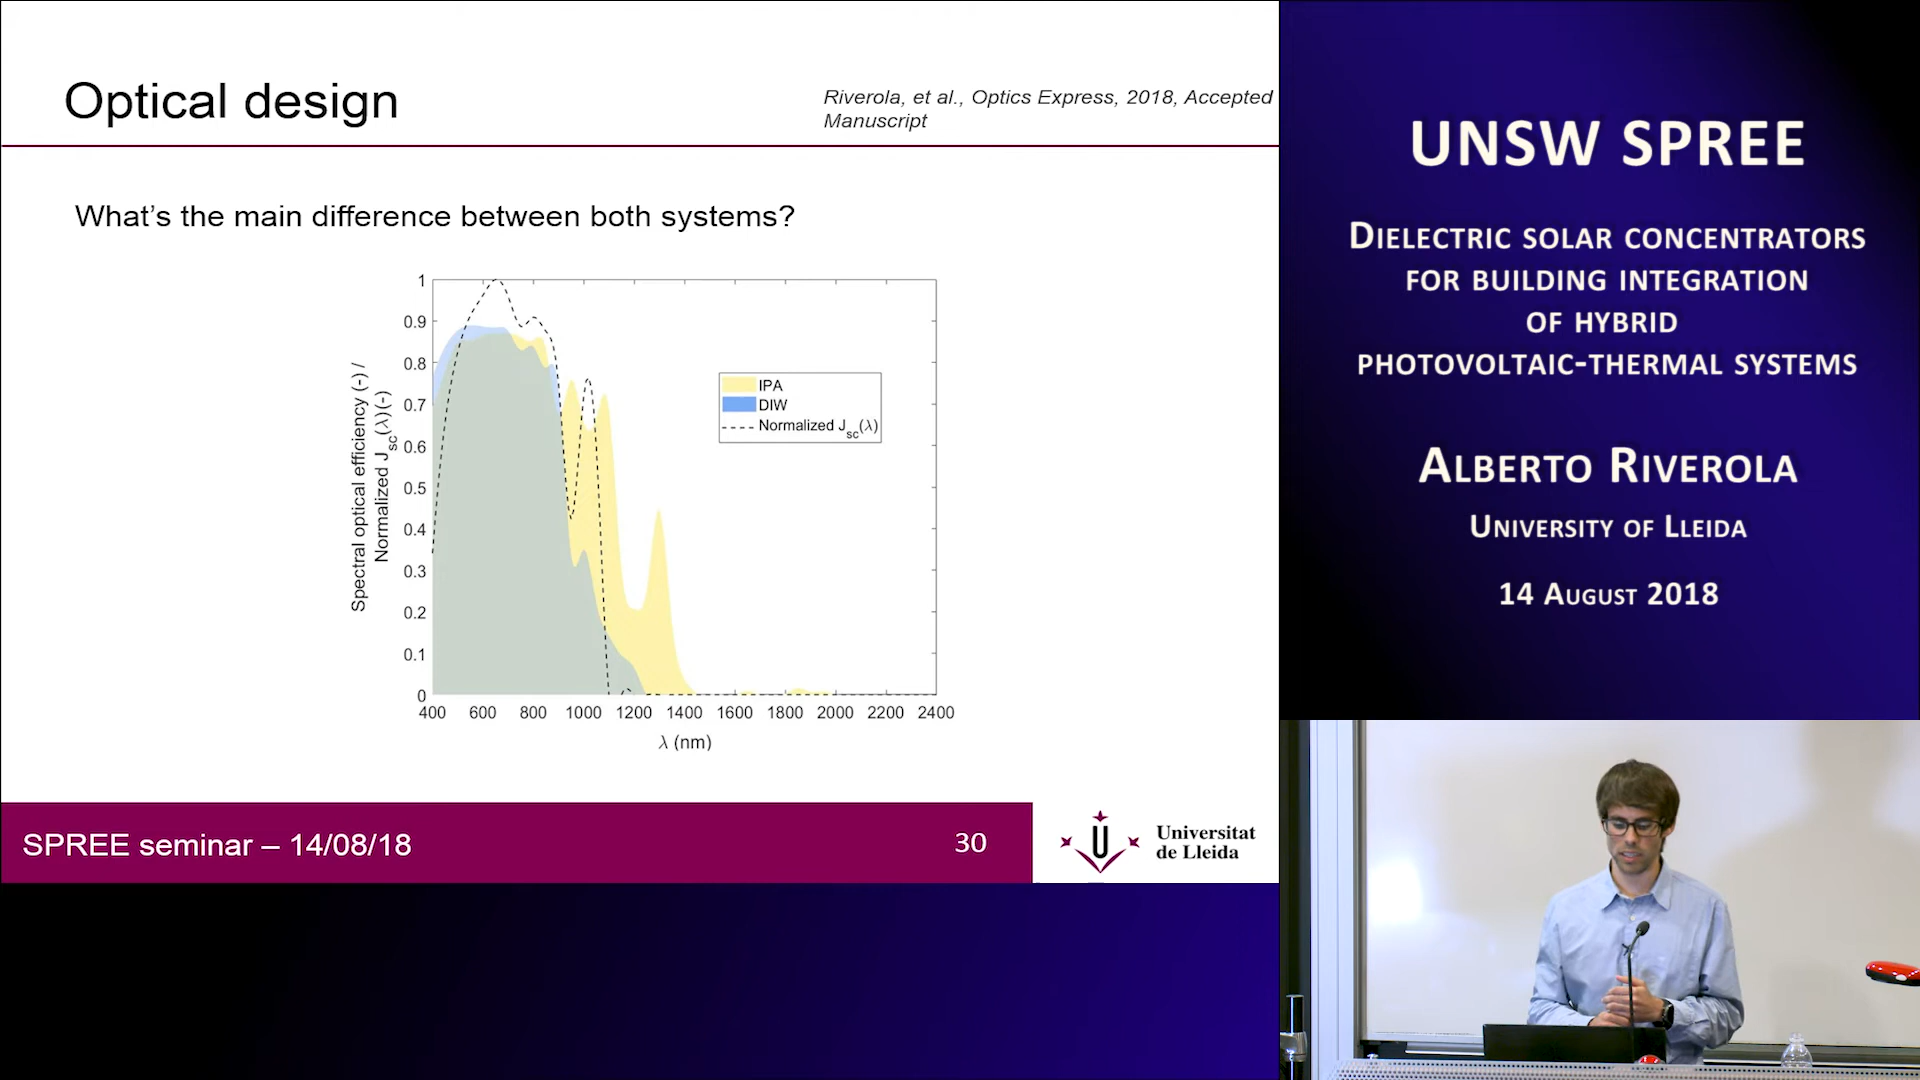 Optical design
Riverola, et al., Optics Express, 2018, Accepted
Manuscript
What's the main difference between both systems?
Spectral optical efficiency (-) /
Normalized Jsc(λ)(-)
1
0.9
0.8
0.7
0.6
0.5
0.4
0.3
0.2
0.1
0
IPA
DIW
Normalized Jsc(λ)
400 600 800 1000 1200 1400 1600 1800 2000 2200 2400
λ (nm)
SPREE seminar – 14/08/18
30
Universitat
de Lleida
UNSW SPREE
DIELECTRIC SOLAR CONCENTRATORS
FOR BUILDING INTEGRATION
OF HYBRID
PHOTOVOLTAIC-THERMAL SYSTEMS
ALBERTO RIVEROLA
UNIVERSITY OF LLEIDA
14 AUGUST 2018